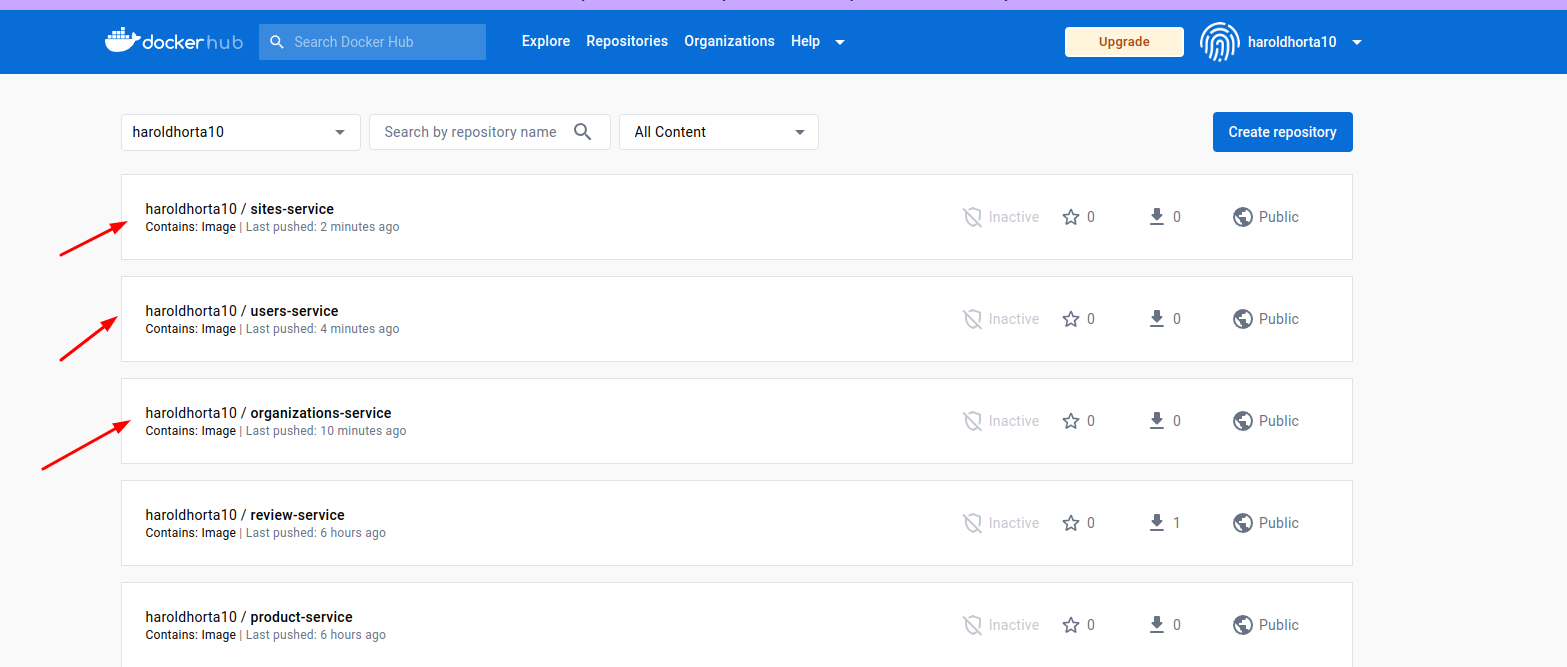 dockerhub Search Docker Hub Explore Repositories Organizations Help Upgrade haroldhorta10
haroldhorta10 Search by repository name All Content Create repository
haroldhorta10 / sites-service
Contains: Image | Last pushed: 2 minutes ago
Inactive 0 0 Public
haroldhorta10 / users-service
Contains: Image | Last pushed: 4 minutes ago
Inactive 0 0 Public
haroldhorta10 / organizations-service
Contains: Image | Last pushed: 10 minutes ago
Inactive 0 0 Public
haroldhorta10 / review-service
Contains: Image | Last pushed: 6 hours ago
Inactive 0 1 Public
haroldhorta10 / product-service
Contains: Image | Last pushed: 6 hours ago
Inactive 0 0 Public